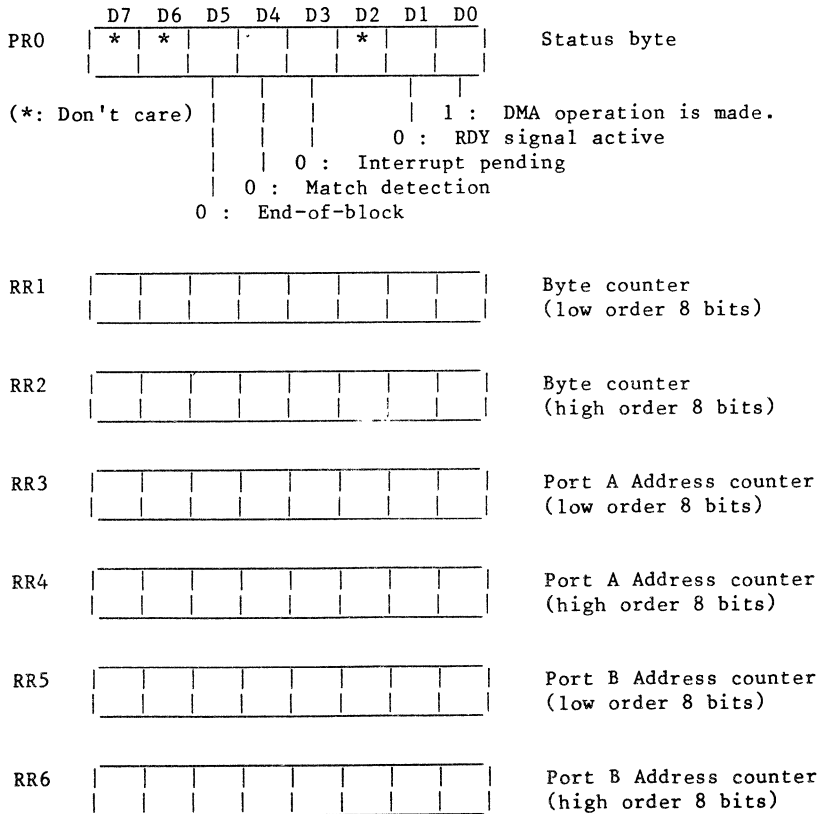 D7 D6 D5 D4 D3 D2 D1 D0
PR0 * * * Status byte
(*: Don't care) 1 : DMA operation is made.
0 : RDY signal active
0 : Interrupt pending
0 : Match detection
0 : End-of-block
RR1 Byte counter
(low order 8 bits)
RR2 Byte counter
(high order 8 bits)
RR3 Port A Address counter
(low order 8 bits)
RR4 Port A Address counter
(high order 8 bits)
RR5 Port B Address counter
(low order 8 bits)
RR6 Port B Address counter
(high order 8 bits)